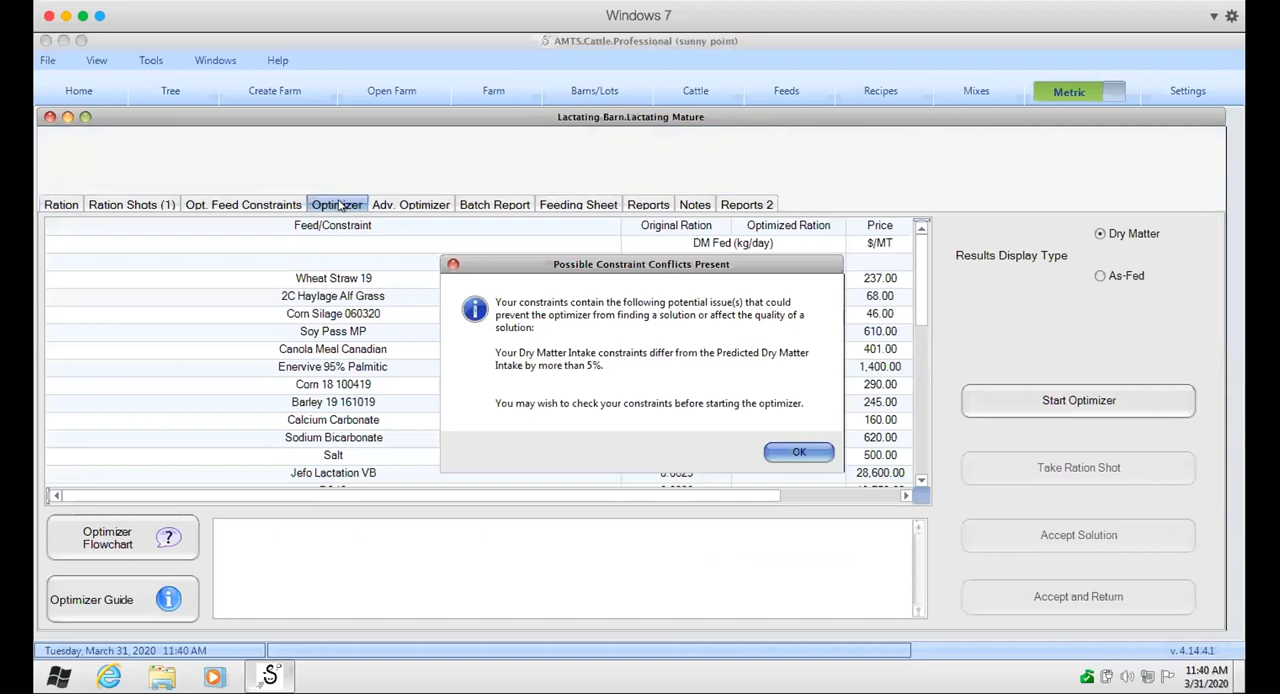 Windows 7
AMTS.Cattle.Professional (sunny point)
File View Tools Windows Help
Home Tree Create Farm Open Farm Farm Barns/Lots Cattle Feeds Recipes Mixes Metric Settings
Lactating Barn.Lactating Mature
Ration Ration Shots (1) Opt. Feed Constraints Optimizer Adv. Optimizer Batch Report Feeding Sheet Reports Notes Reports 2
Feed/Constraint Original Ration Optimized Ration Price
DM Fed (kg/day) $/MT
Results Display Type
Dry Matter
As-Fed
Possible Constraint Conflicts Present
Wheat Straw 19 237.00
2C Haylage Alf Grass 68.00
Corn Silage 060320 46.00
Soy Pass MP 610.00
Canola Meal Canadian 401.00
Enervive 95% Palmitic 1,400.00
Corn 18 100419 290.00
Barley 19 161019 245.00
Calcium Carbonate 160.00
Sodium Bicarbonate 620.00
Salt 500.00
Jefo Lactation VB 0.0025 28,600.00
Your constraints contain the following potential issue(s) that could
prevent the optimizer from finding a solution or affect the quality of a
solution:
Your Dry Matter Intake constraints differ from the Predicted Dry Matter
Intake by more than 5%.
You may wish to check your constraints before starting the optimizer.
OK
Start Optimizer
Take Ration Shot
Accept Solution
Accept and Return
Optimizer
Flowchart ?
Optimizer Guide
Tuesday, March 31, 2020 11:40 AM
v. 4.14.4.1
11:40 AM
3/31/2020